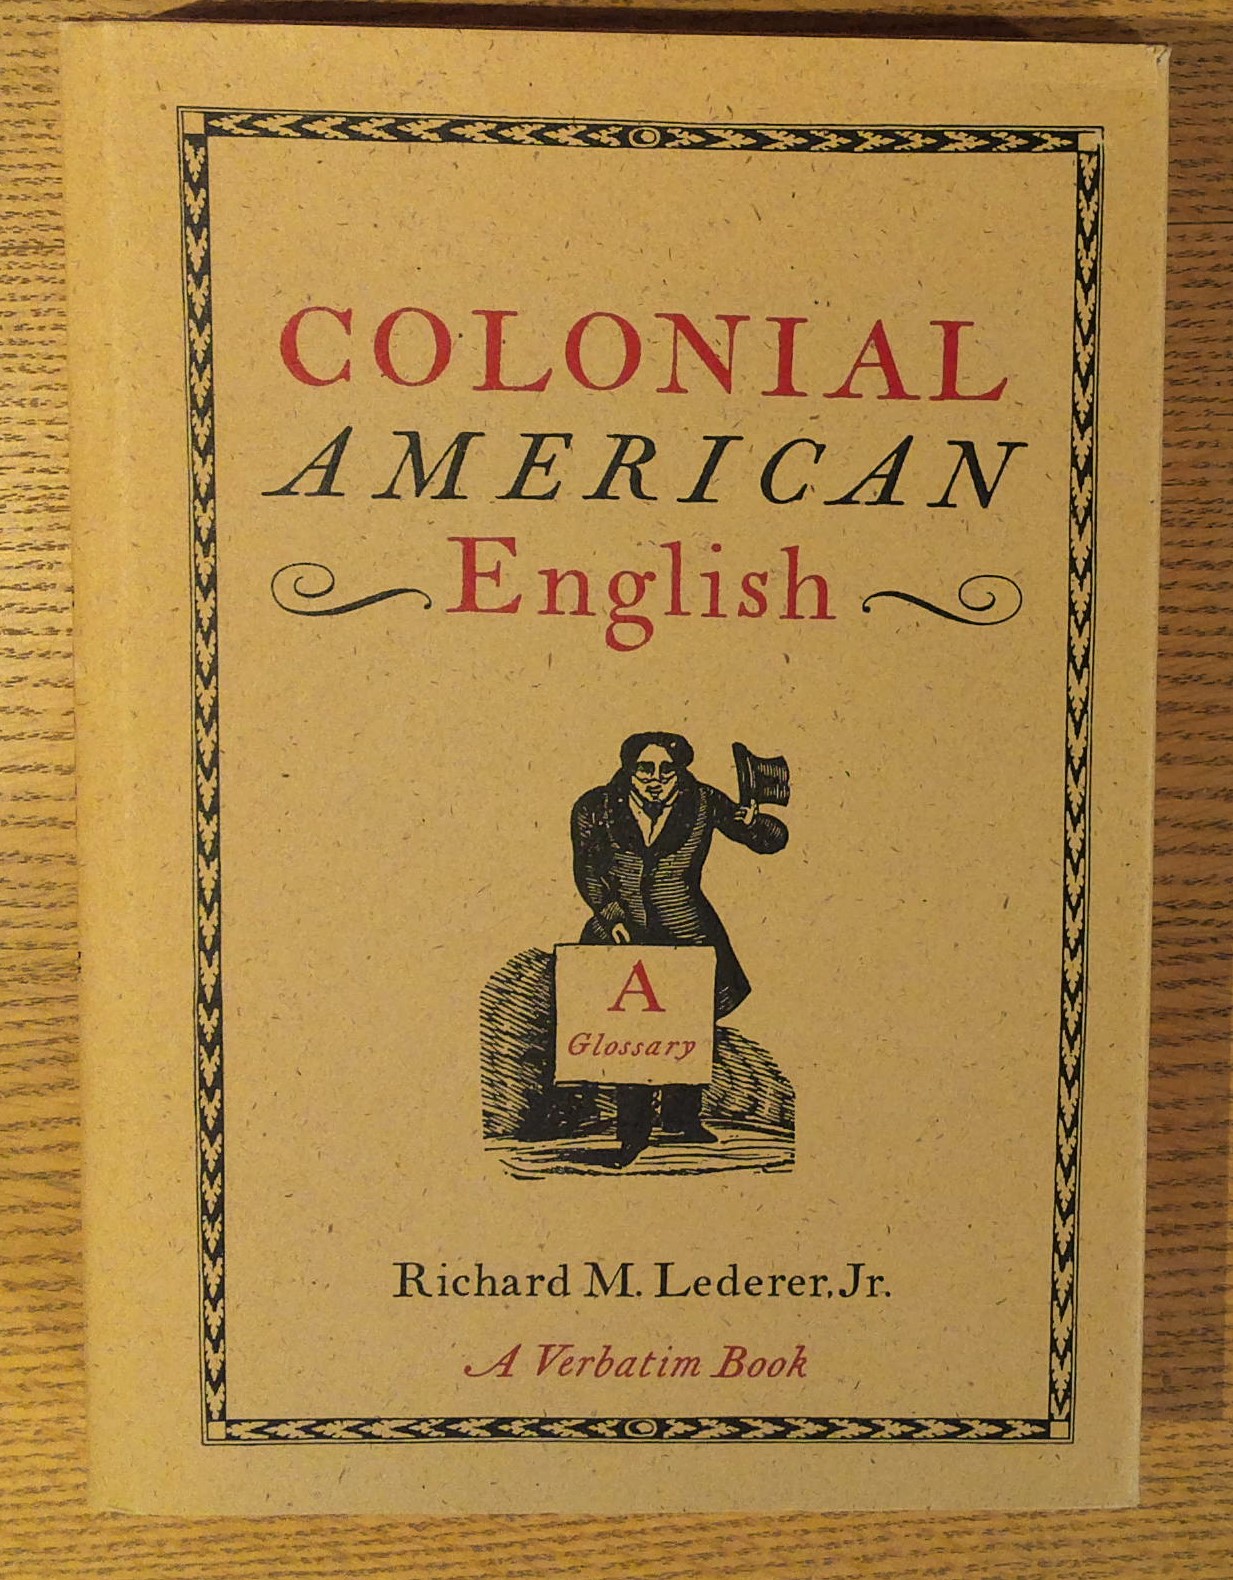 COLONIAL
AMERICAN
English
A
Glossary
Richard M. Lederer, Jr.
A Verbatim Book